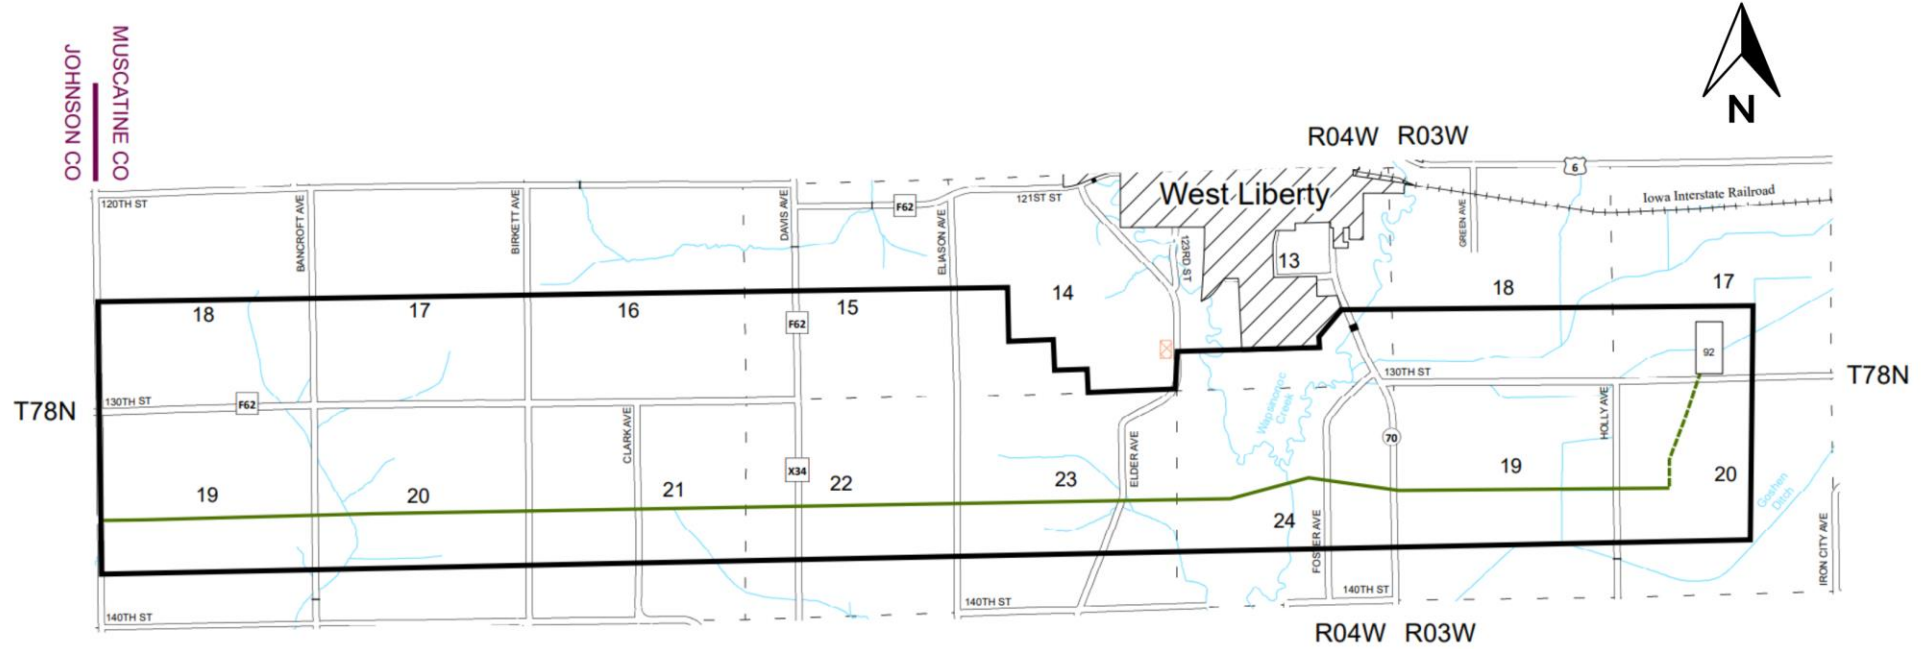 MUSCATINE CO
JOHNSON CO
N
R04W R03W
6
West Liberty
Iowa Interstate Railroad
120TH ST
BANCROFT AVE
BIRKETT AVE
DAVIS AVE
F62
ELIASON AVE
121ST ST
123RD ST
GREEN AVE
13
14
18
17
18
17
16
15
F62
92
T78N
130TH ST
F62
130TH ST
T78N
CLARK AVE
Wapsinonoc
Creek
HOLLY AVE
ELDER AVE
70
X34
19
20
21
22
23
19
20
Goshen
Ditch
24
FOSTER AVE
IRON CITY AVE
140TH ST
140TH ST
140TH ST
R04W R03W